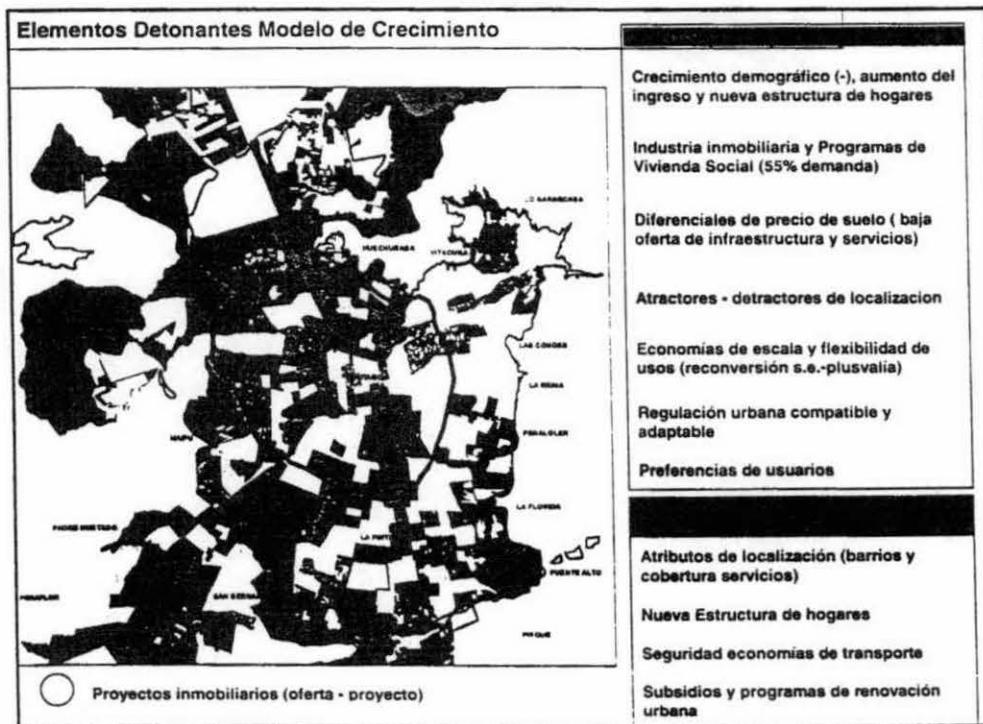 Elementos Detonantes Modelo de Crecimiento
Crecimiento demográfico (-), aumento del
ingreso y nueva estructura de hogares
Industria inmobiliaria y Programas de
Vivienda Social (55% demanda)
Diferenciales de precio de suelo ( baja
oferta de infraestructura y servicios)
Atractores - detractores de localizacion
Economías de escala y flexibilidad de
usos (reconversión s.e.-plusvalía)
Regulación urbana compatible y
adaptable
Preferencias de usuarios
Atributos de localización (barrios y
cobertura servicios)
Nueva Estructura de hogares
Seguridad economías de transporte
Subsidios y programas de renovación
urbana
HUECHURABA
VITACURA
LAS CONDES
LA REINA
PEÑALOLEN
MAIPU
LA FLORIDA
PADRE HURTADO
PUENTE ALTO
PEÑAFLOR
PIRQUE
Proyectos inmobiliarios (oferta - proyecto)